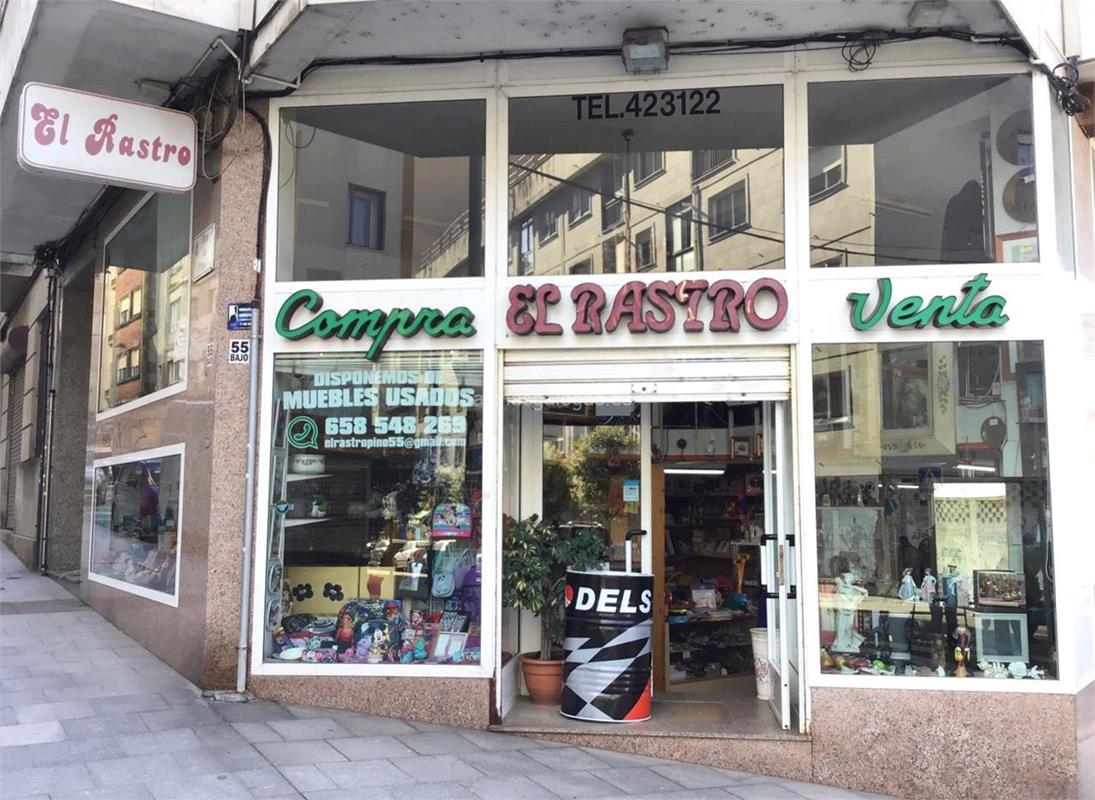 El Rastro
TEL.423122
Compra
EL RASTRO
Venta
55
BAJO
DISPONEMOS DE
MUEBLES USADOS
658 548 269
elrastropino55@gmail.com
DELS